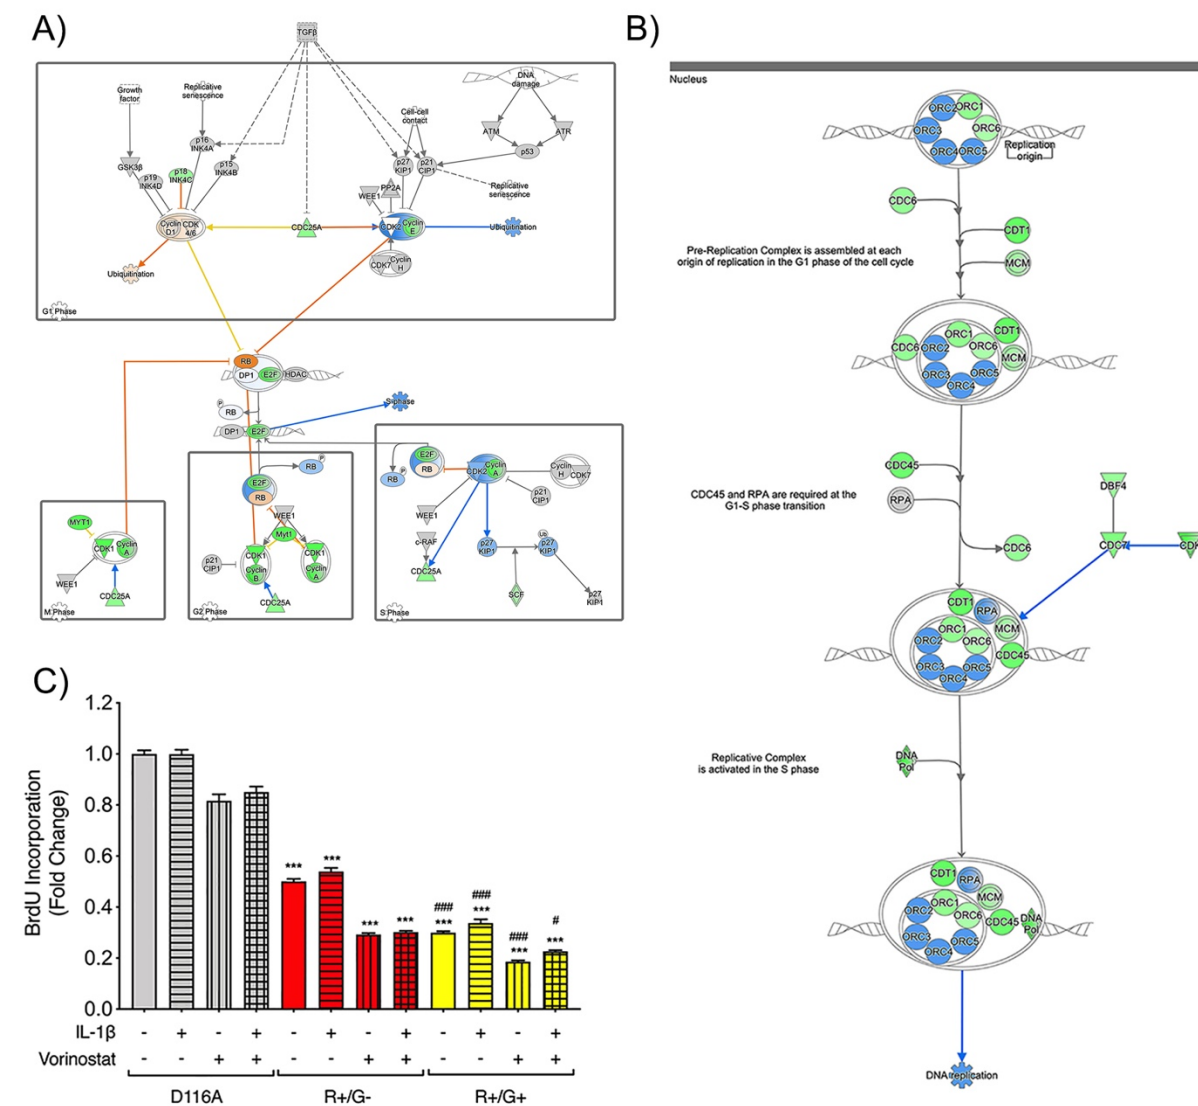 A)
TGFβ
Growth
factor
Replicative
senescence
DNA
damage
Cell-cell
contact
ATM
ATR
p53
GSK3β
p19
INK4D
p18
INK4C
p16
INK4A
p15
INK4B
p27
KIP1
p21
CIP1
Replicative
senescence
WEE1
PP2A
Cyclin
D1
CDK
4/6
CDC25A
CDK2
Cyclin
E
Ubiquitination
CDK7
Cyclin
H
Ubiquitination
G1 Phase
RB
DP1
E2F
HDAC
P
RB
DP1
E2F
S phase
MYT1
CDK1
Cyclin
A
WEE1
CDC25A
M Phase
E2F
RB
P
RB
WEE1
Myt1
p21
CIP1
CDK1
Cyclin
B
CDK1
Cyclin
A
CDC25A
G2 Phase
E2F
RB
P
RB
CDK2
Cyclin
A
Cyclin
H
CDK7
p21
CIP1
WEE1
c-RAF
CDC25A
p27
KIP1
p27
KIP1
SCF
p27
KIP1
S Phase
B)
Nucleus
ORC2
ORC1
ORC3
ORC6
ORC4
ORC5
Replication
origin
CDC6
CDT1
MCM
Pre-Replication Complex is assembled at each
origin of replication in the G1 phase of the cell cycle
CDC6
ORC2
ORC1
ORC6
CDT1
MCM
ORC3
ORC5
ORC4
CDC45
RPA
CDC45 and RPA are required at the
G1-S phase transition
CDC6
DBF4
CDC7
CDK
CDT1
RPA
ORC1
MCM
ORC2
ORC6
CDC45
ORC3
ORC5
ORC4
DNA
Pol
Replicative Complex
is activated in the S phase
CDT1
RPA
ORC1
MCM
ORC2
ORC6
CDC45
DNA
Pol
ORC3
ORC5
ORC4
DNA replication
C)
BrdU Incorporation
(Fold Change)
1.2
1.0
0.8
0.6
0.4
0.2
0.0
***
***
***
***
###
***
###
***
###
***
#
***
IL-1β - + - + - + - + - + - +
Vorinostat - - + + - - + + - - + +
D116A R+/G- R+/G+